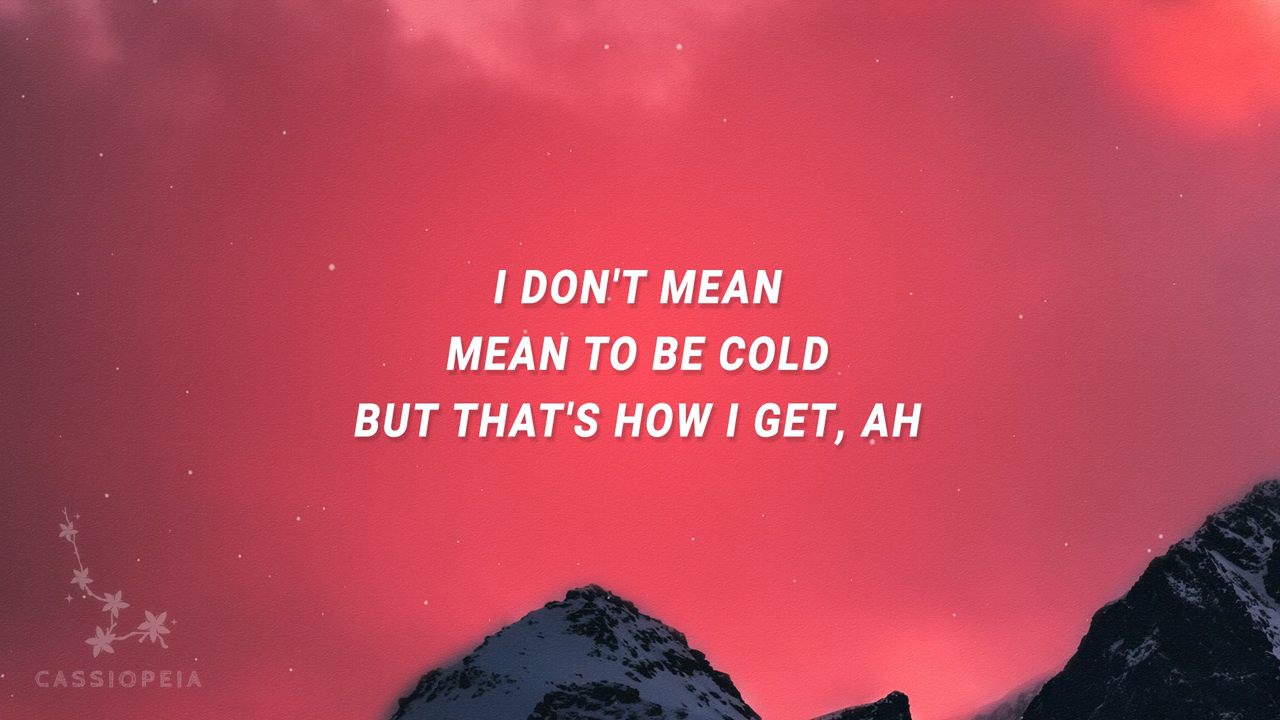 I DON'T MEAN
MEAN TO BE COLD
BUT THAT'S HOW I GET, AH
CASSIOPEIA